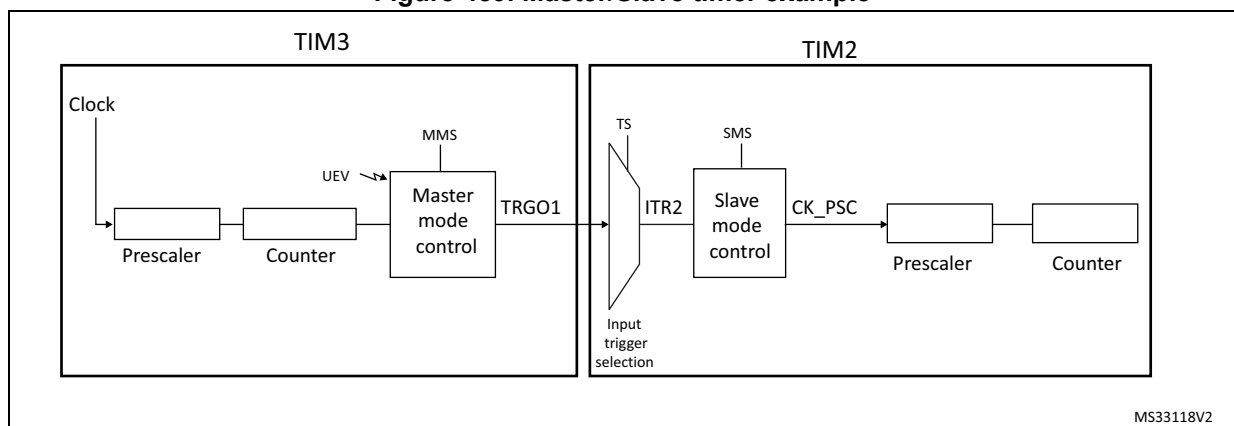 Figure 439. Master/Slave timer example
TIM3
TIM2
Clock
MMS
TS
SMS
UEV
Master
mode
control
TRGO1
ITR2
Slave
mode
control
CK_PSC
Prescaler
Counter
Prescaler
Counter
Input
trigger
selection
MS33118V2